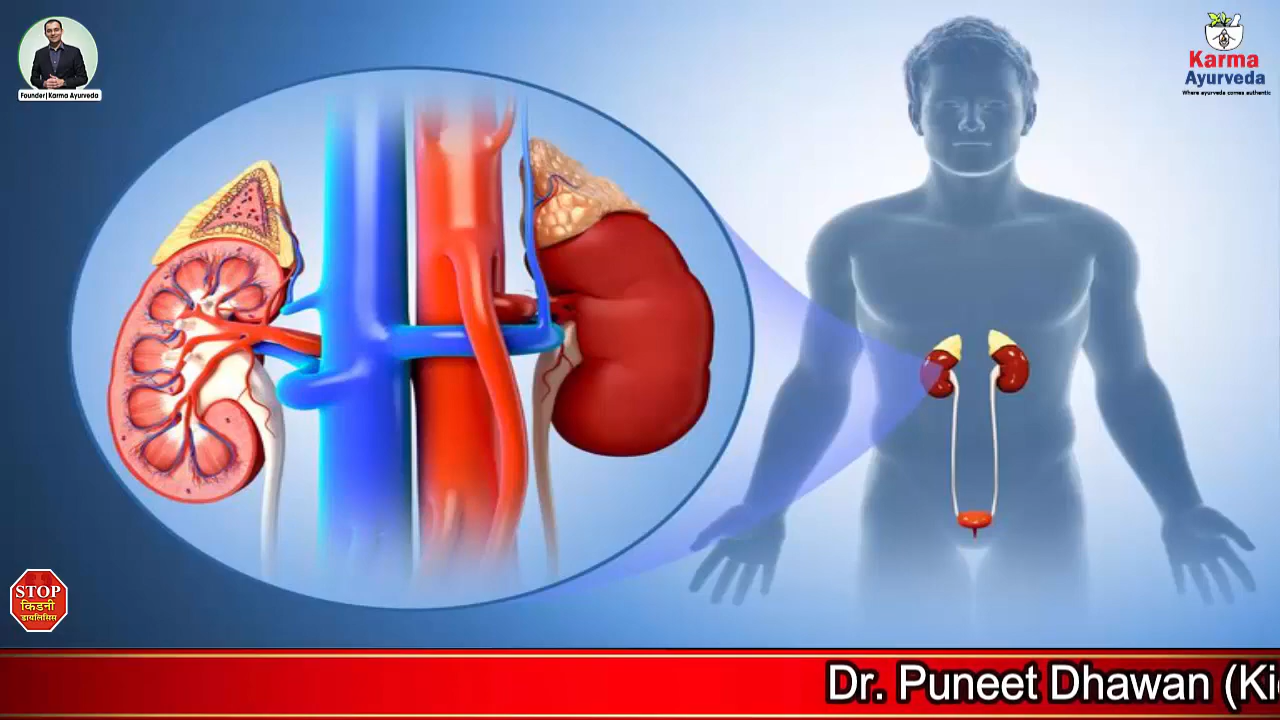 Founder|Karma Ayurveda
Karma
Ayurveda
Where ayurveda comes authentic
STOP
किडनी
डायलिसिस
Dr. Puneet Dhawan (Ki